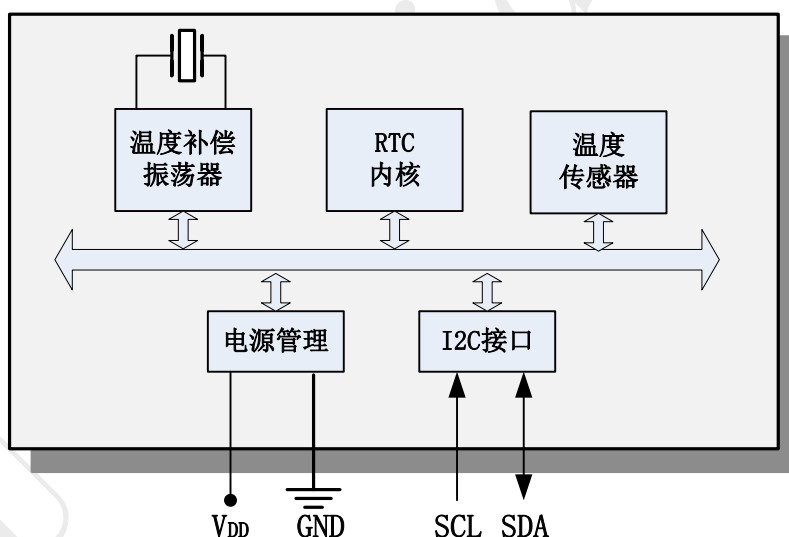 温度补偿
振荡器
RTC
内核
温度
传感器
电源管理
I2C接口
VDD
GND
SCL
SDA